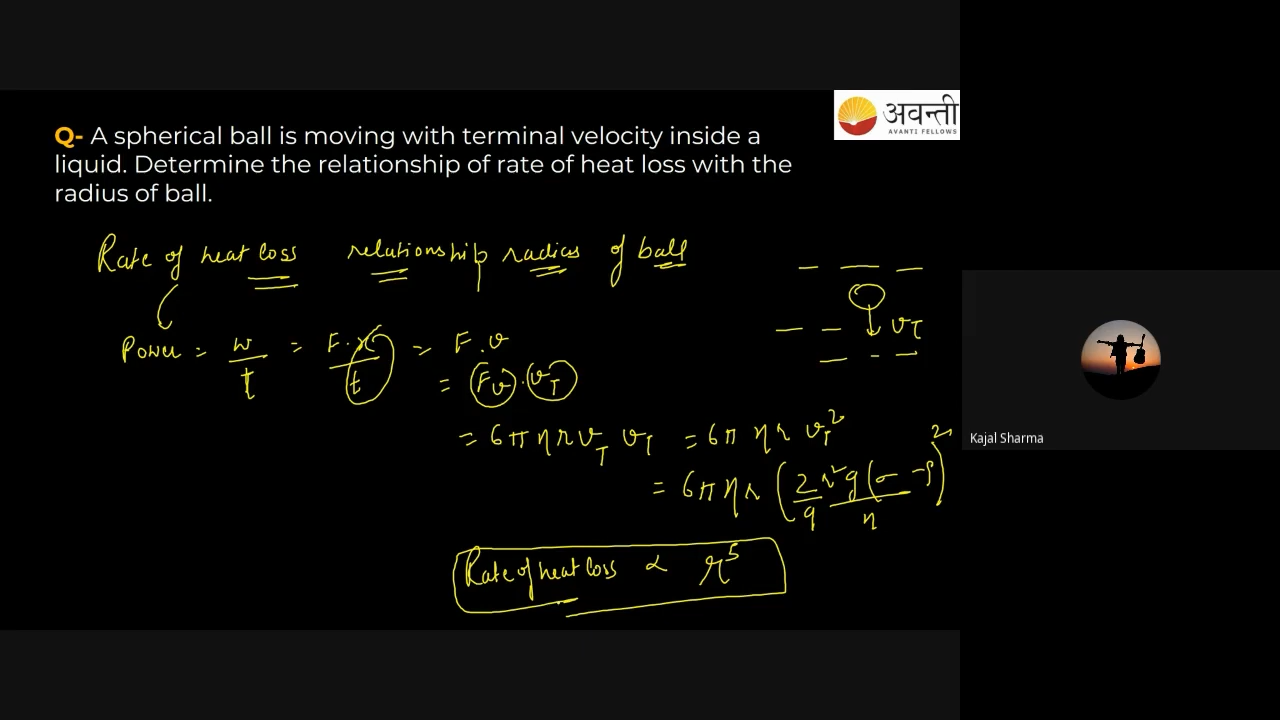 अवन्ती
AVANTI FELLOWS
Q- A spherical ball is moving with terminal velocity inside a
liquid. Determine the relationship of rate of heat loss with the
radius of ball.
Rate of heat loss relationship radius of ball
Power = W/t = F.x/t = F.v
= Fv . vT
vT
= 6πηr vT vT = 6πηr vT²
= 6πηr (2/9 r²g(σ-ρ)/η)²
Rate of heat loss ∝ r⁵
Kajal Sharma